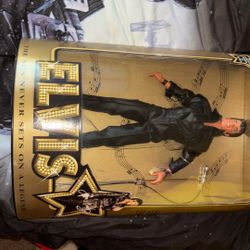 ELVIS
THE SUN NEVER SETS ON A LEGEND